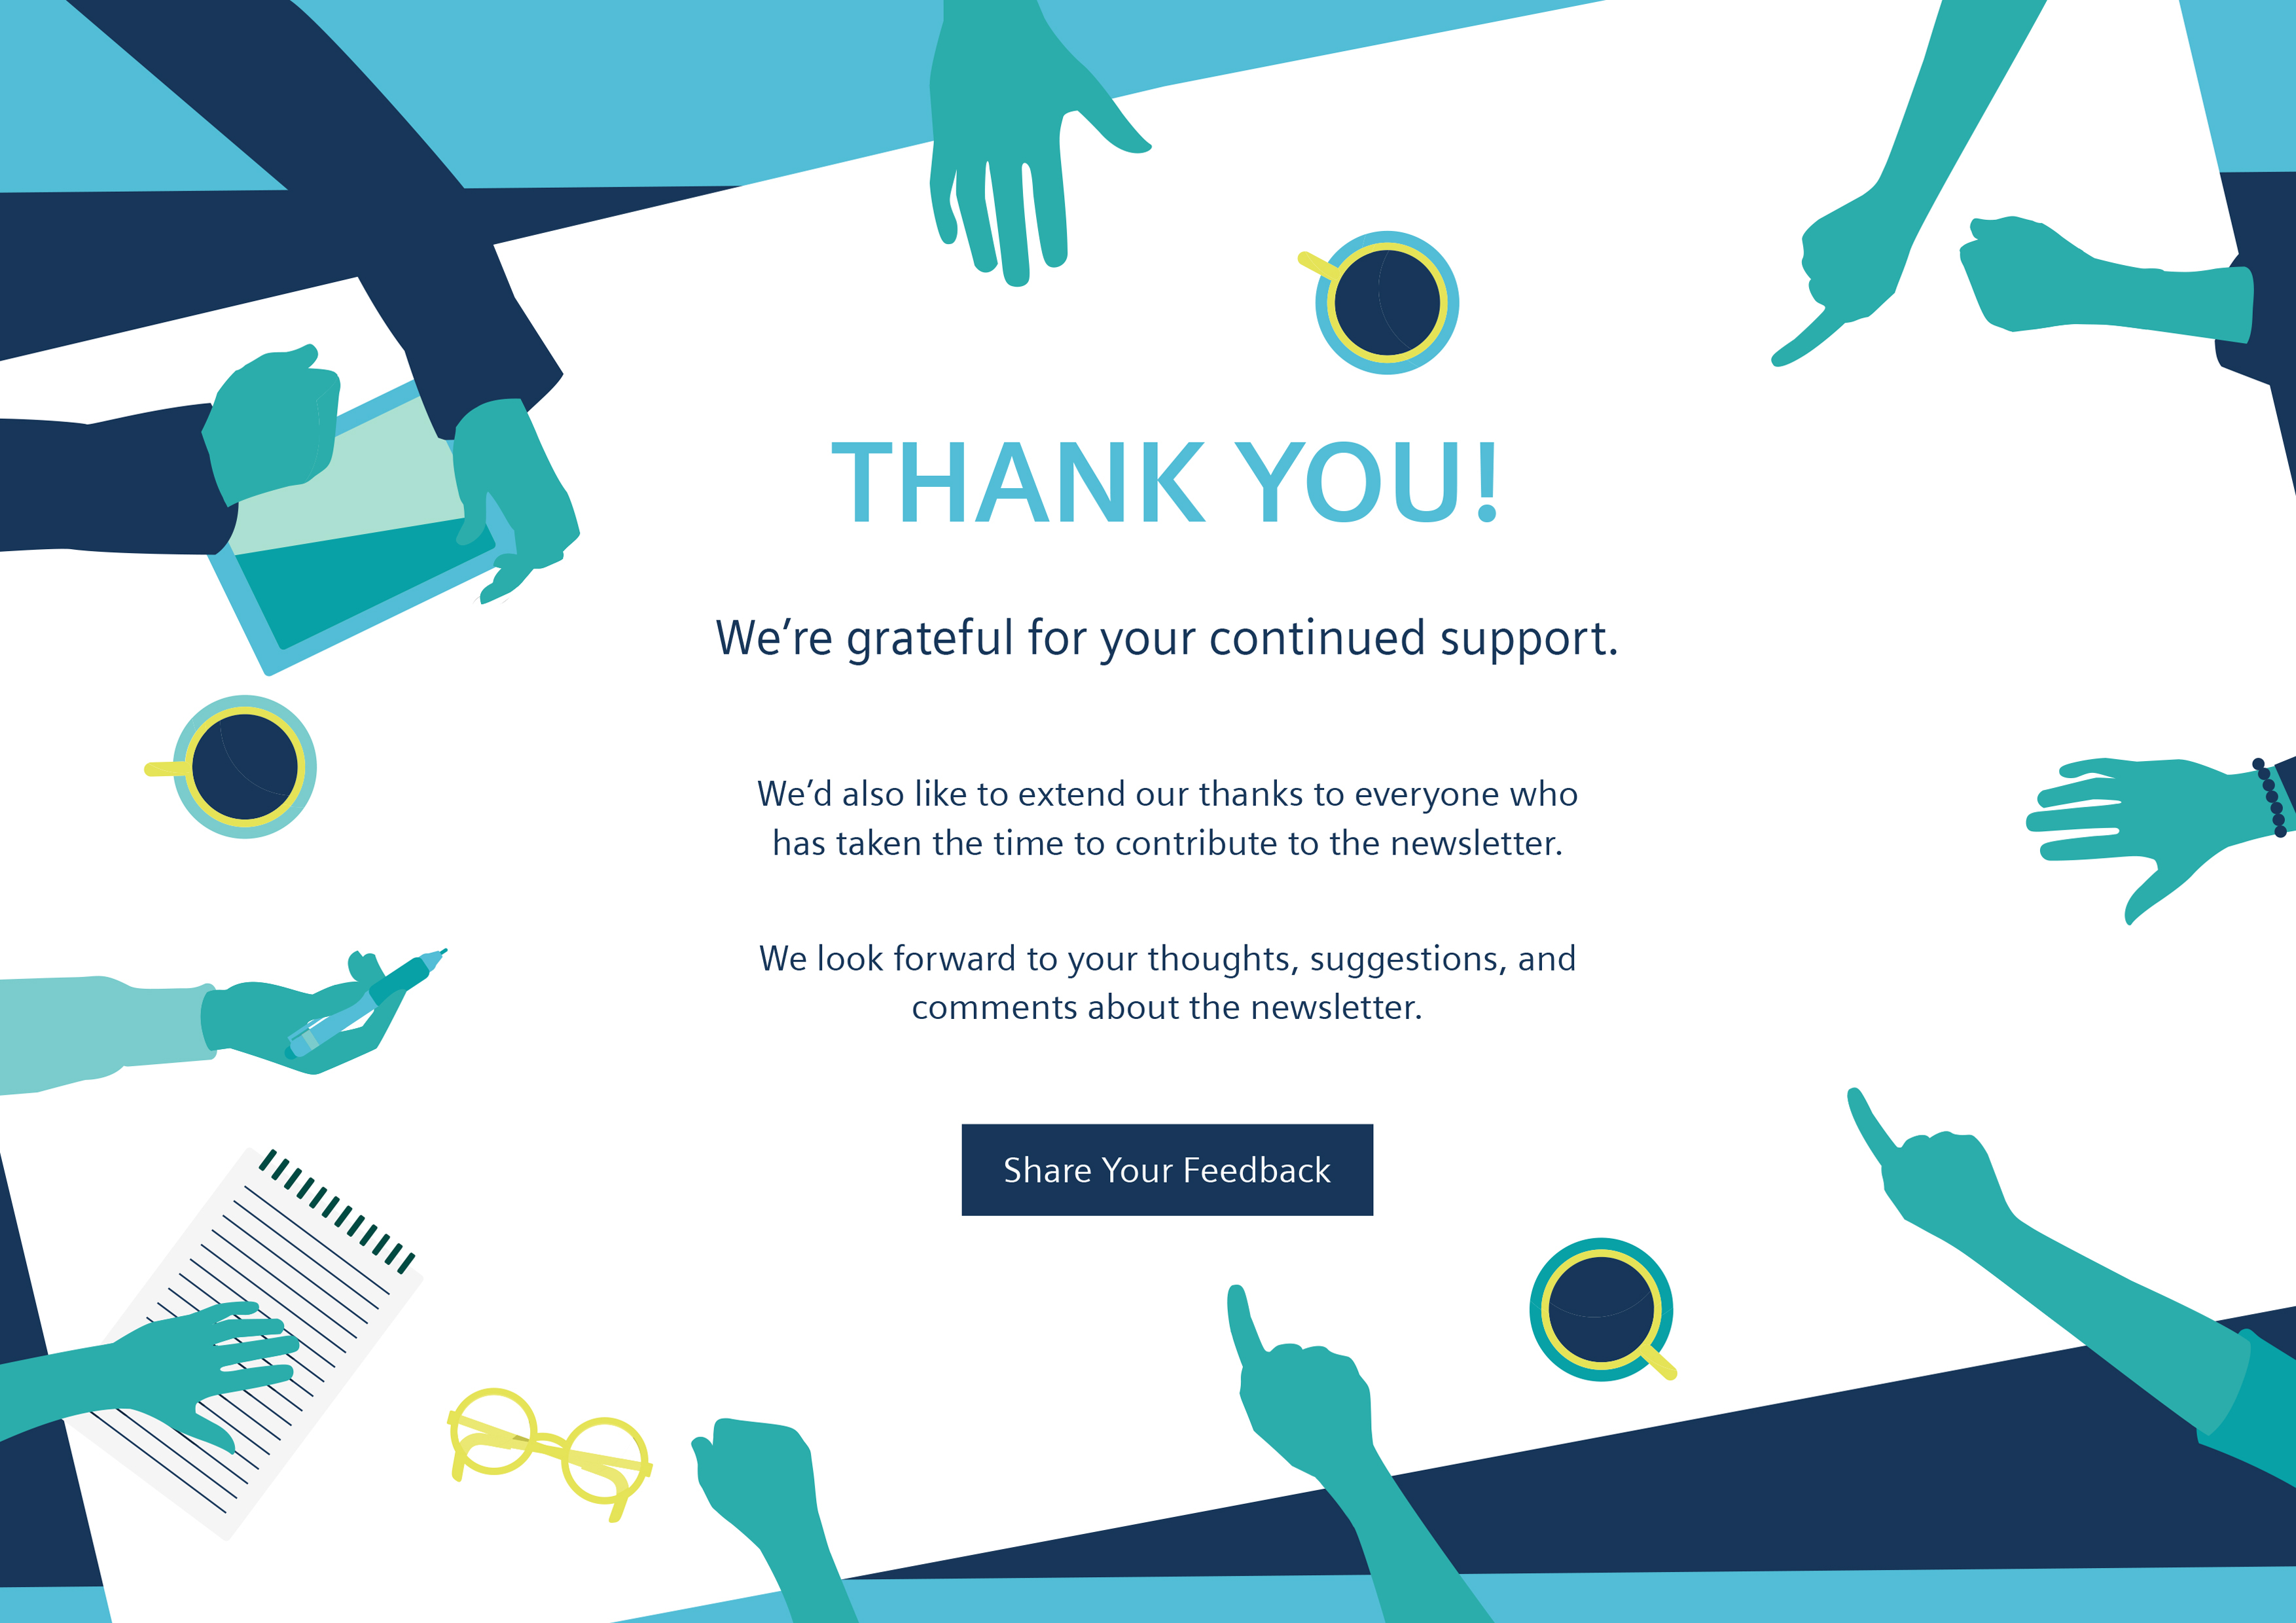 THANK YOU!
We’re grateful for your continued support.
We’d also like to extend our thanks to everyone who
has taken the time to contribute to the newsletter.
We look forward to your thoughts, suggestions, and
comments about the newsletter.
Share Your Feedback